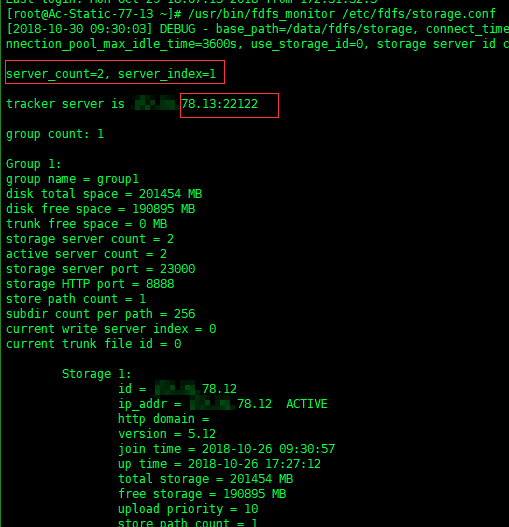 [root@Ac-Static-77-13 ~]# /usr/bin/fdfs_monitor /etc/fdfs/storage.conf
[2018-10-30 09:30:03] DEBUG - base_path=/data/fdfs/storage, connect_time
nnection_pool_max_idle_time=3600s, use_storage_id=0, storage server id c
server_count=2, server_index=1
tracker server is 78.13:22122
group count: 1
Group 1:
group name = group1
disk total space = 201454 MB
disk free space = 190895 MB
trunk free space = 0 MB
storage server count = 2
active server count = 2
storage server port = 23000
storage HTTP port = 8888
store path count = 1
subdir count per path = 256
current write server index = 0
current trunk file id = 0
Storage 1:
id = .78.12
ip_addr = .78.12 ACTIVE
http domain =
version = 5.12
join time = 2018-10-26 09:30:57
up time = 2018-10-26 17:27:12
total storage = 201454 MB
free storage = 190895 MB
upload priority = 10
store path count = 1